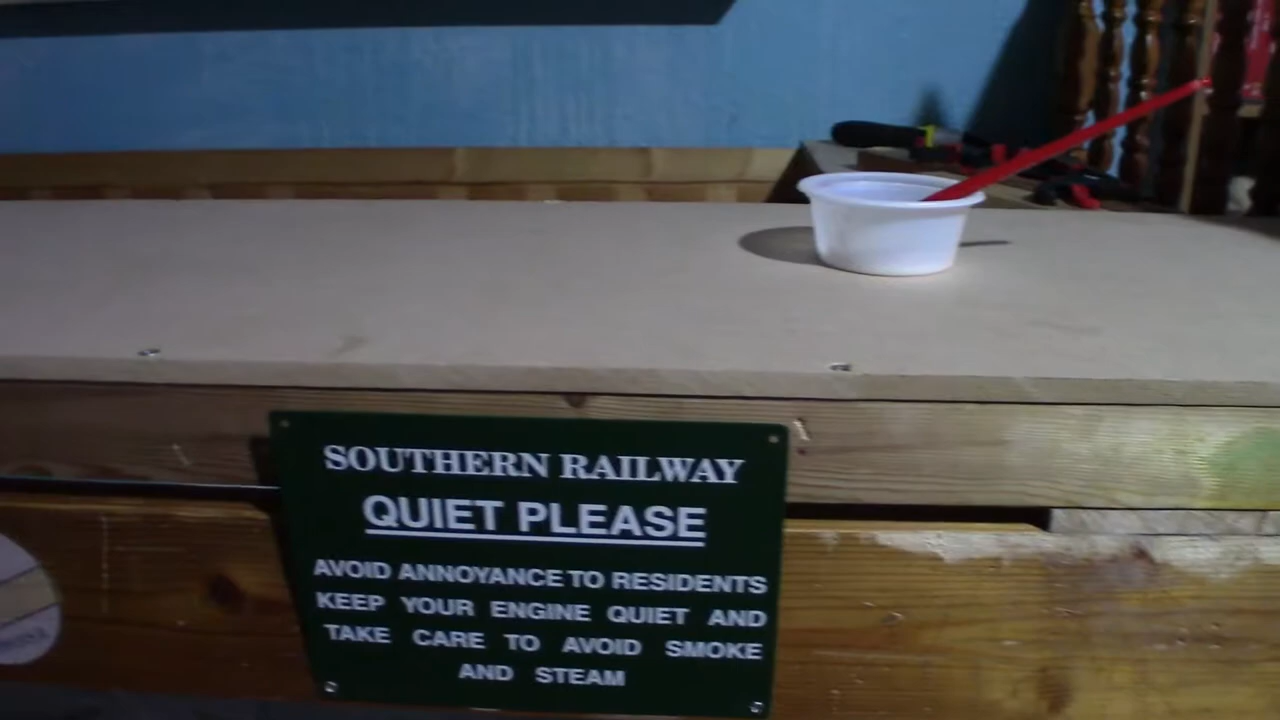 SOUTHERN RAILWAY
QUIET PLEASE
AVOID ANNOYANCE TO RESIDENTS
KEEP YOUR ENGINE QUIET AND
TAKE CARE TO AVOID SMOKE
AND STEAM